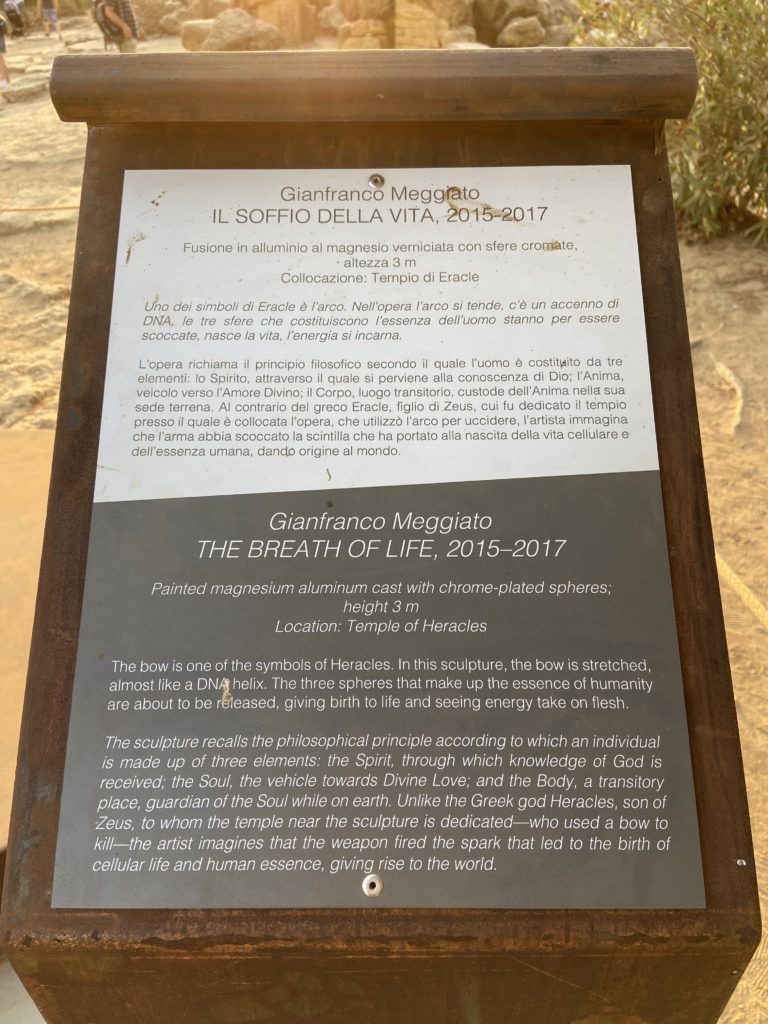 Gianfranco Meggiato
IL SOFFIO DELLA VITA, 2015-2017
Fusione in alluminio al magnesio verniciata con sfere cromate,
altezza 3 m
Collocazione: Tempio di Eracle
Uno dei simboli di Eracle è l'arco. Nell'opera l'arco si tende, c'è un accenno di
DNA, le tre sfere che costituiscono l'essenza dell'uomo stanno per essere
scoccate, nasce la vita, l'energia si incarna.
L'opera richiama il principio filosofico secondo il quale l'uomo è costituito da tre
elementi: lo Spirito, attraverso il quale si perviene alla conoscenza di Dio; l'Anima,
veicolo verso l'Amore Divino; il Corpo, luogo transitorio, custode dell'Anima nella sua
sede terrena. Al contrario del greco Eracle, figlio di Zeus, cui fu dedicato il tempio
presso il quale è collocata l'opera, che utilizzò l'arco per uccidere, l'artista immagina
che l'arma abbia scoccato la scintilla che ha portato alla nascita della vita cellulare e
dell'essenza umana, dando origine al mondo.
Gianfranco Meggiato
THE BREATH OF LIFE, 2015–2017
Painted magnesium aluminum cast with chrome-plated spheres;
height 3 m
Location: Temple of Heracles
The bow is one of the symbols of Heracles. In this sculpture, the bow is stretched,
almost like a DNA helix. The three spheres that make up the essence of humanity
are about to be released, giving birth to life and seeing energy take on flesh.
The sculpture recalls the philosophical principle according to which an individual
is made up of three elements: the Spirit, through which knowledge of God is
received; the Soul, the vehicle towards Divine Love; and the Body, a transitory
place, guardian of the Soul while on earth. Unlike the Greek god Heracles, son of
Zeus, to whom the temple near the sculpture is dedicated—who used a bow to
kill—the artist imagines that the weapon fired the spark that led to the birth of
cellular life and human essence, giving rise to the world.